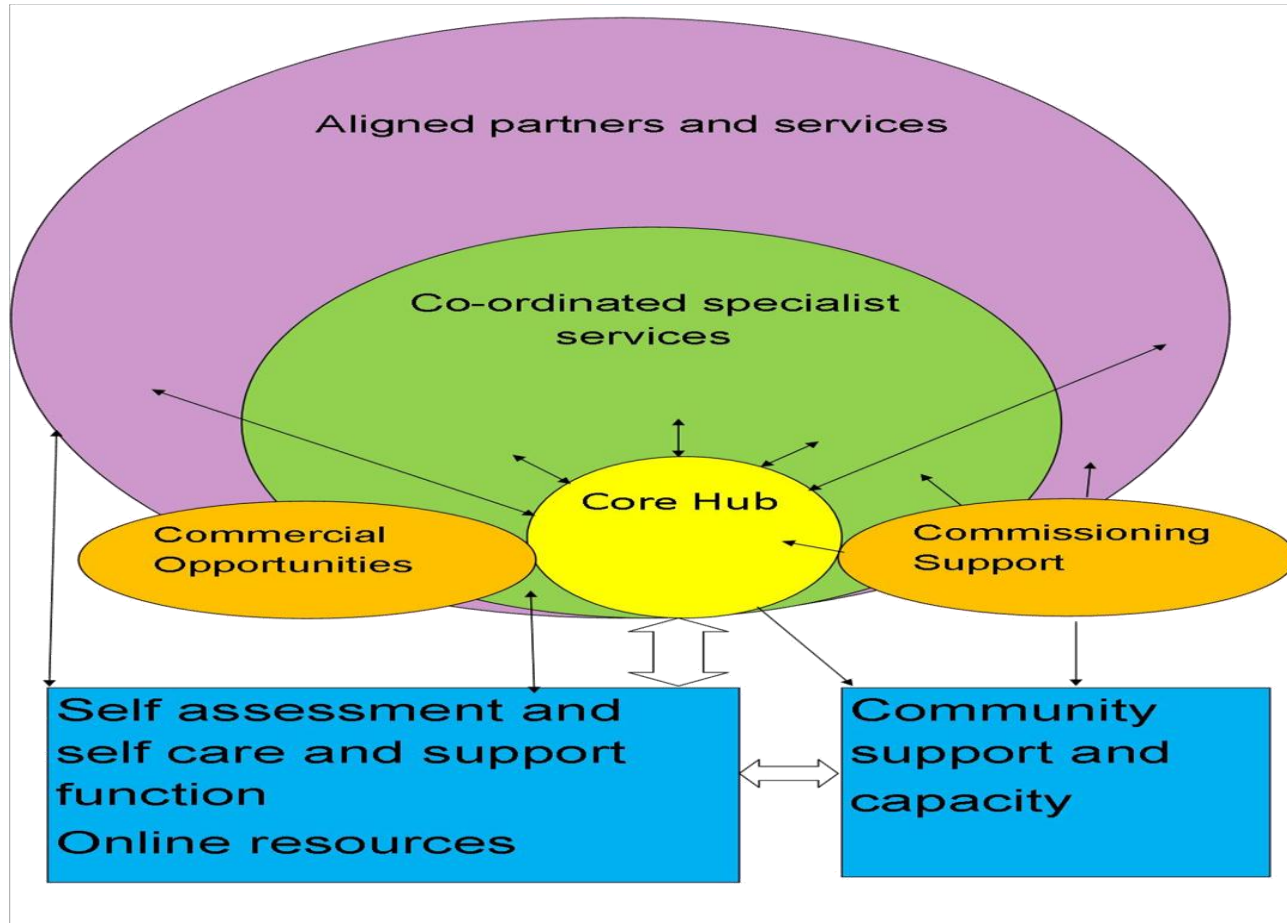 Aligned partners and services
Co-ordinated specialist
services
Core Hub
Commercial
Opportunities
Commissioning
Support
Self assessment and
self care and support
function
Online resources
Community
support and
capacity